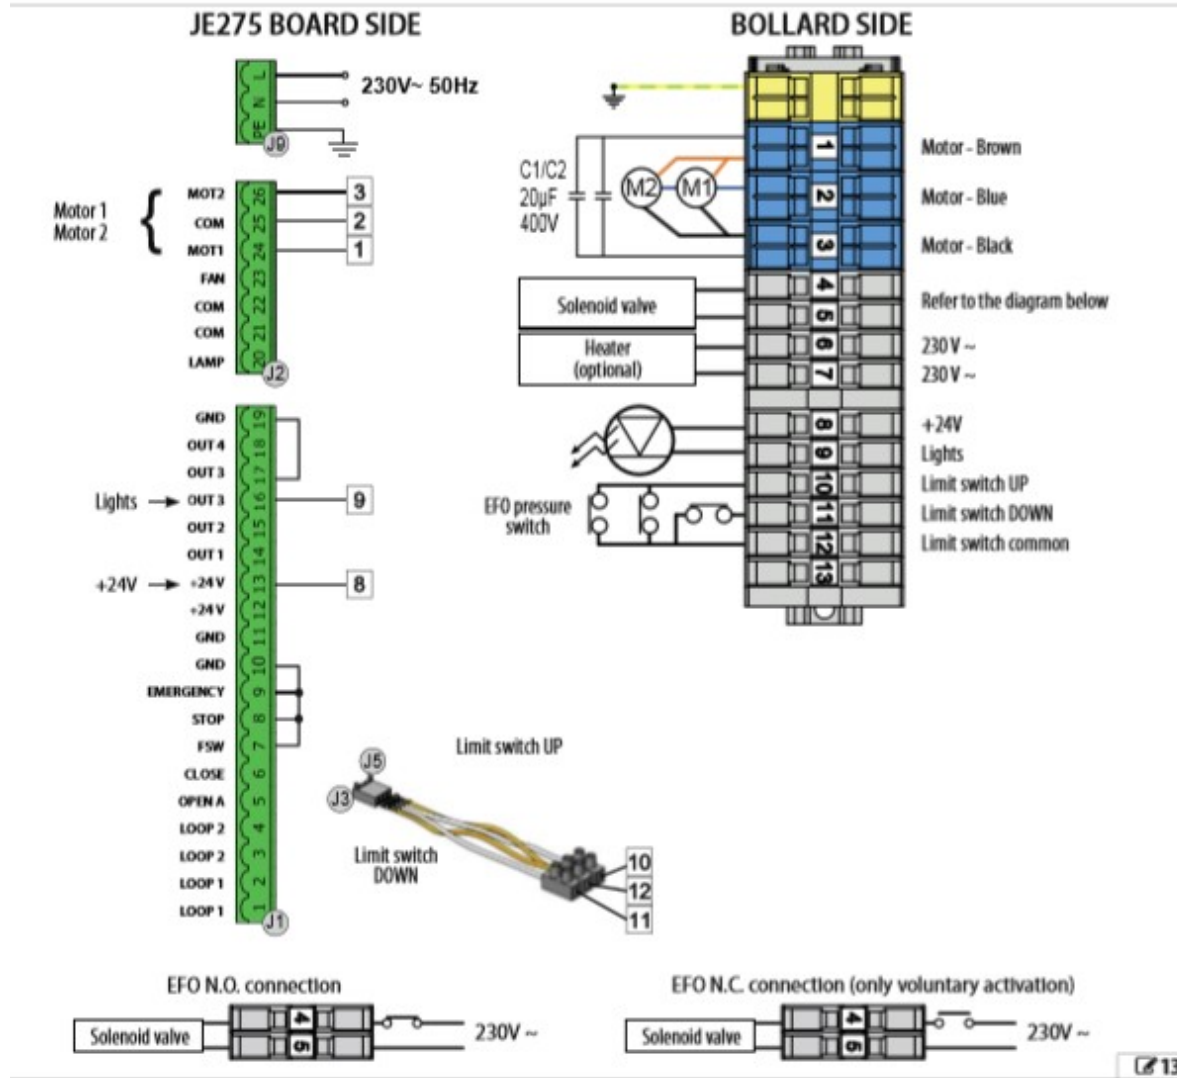 JE275 BOARD SIDE
BOLLARD SIDE
L
N
PE
J9
230V~ 50Hz
Motor 1
Motor 2
MOT2 26 3
COM 25 2
MOT1 24 1
FAN 23
COM 22
COM 21
LAMP 20
J2
GND 19
OUT 4 18
OUT 3 17
Lights OUT 3 16 9
OUT 2 15
OUT 1 14
+24V +24 V 13 8
+24 V 12
GND 11
GND 10
EMERGENCY 9
STOP 8
FSW 7
CLOSE 6
OPEN A 5
LOOP 2 4
LOOP 2 3
LOOP 1 2
LOOP 1 1
J1
C1/C2
20µF
400V
M2 M1
1 Motor - Brown
2 Motor - Blue
3 Motor - Black
Solenoid valve
4
5
Refer to the diagram below
Heater
(optional)
6 230 V ~
7 230 V ~
8 +24V
9 Lights
EFO pressure
switch
10 Limit switch UP
11 Limit switch DOWN
12 Limit switch common
13
J5
J3
Limit switch UP
Limit switch
DOWN
10
12
11
EFO N.O. connection
Solenoid valve
4
5
230V ~
EFO N.C. connection (only voluntary activation)
Solenoid valve
4
5
230V ~
13